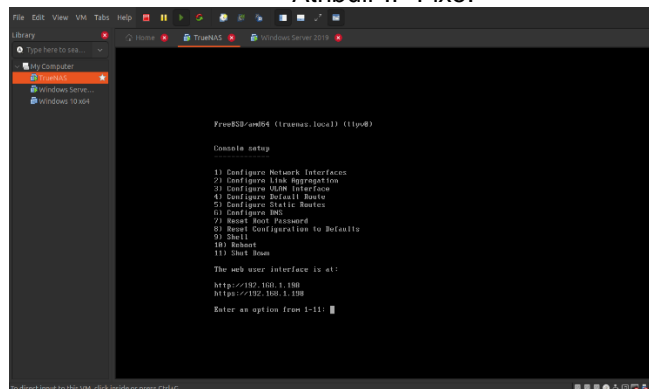 File Edit View VM Tabs Help
Library
Home TrueNAS Windows Server 2019
Type here to sea...
My Computer
TrueNAS
Windows Serve...
Windows 10 x64
FreeBSD/amd64 (truenas.local) (ttyv0)
Console setup
-------------
1) Configure Network Interfaces
2) Configure Link Aggregation
3) Configure VLAN Interface
4) Configure Default Route
5) Configure Static Routes
6) Configure DNS
7) Reset Root Password
8) Reset Configuration to Defaults
9) Shell
10) Reboot
11) Shut Down
The web user interface is at:
http://192.168.1.198
https://192.168.1.198
Enter an option from 1-11:
To direct input to this VM, click inside or press Ctrl+G.